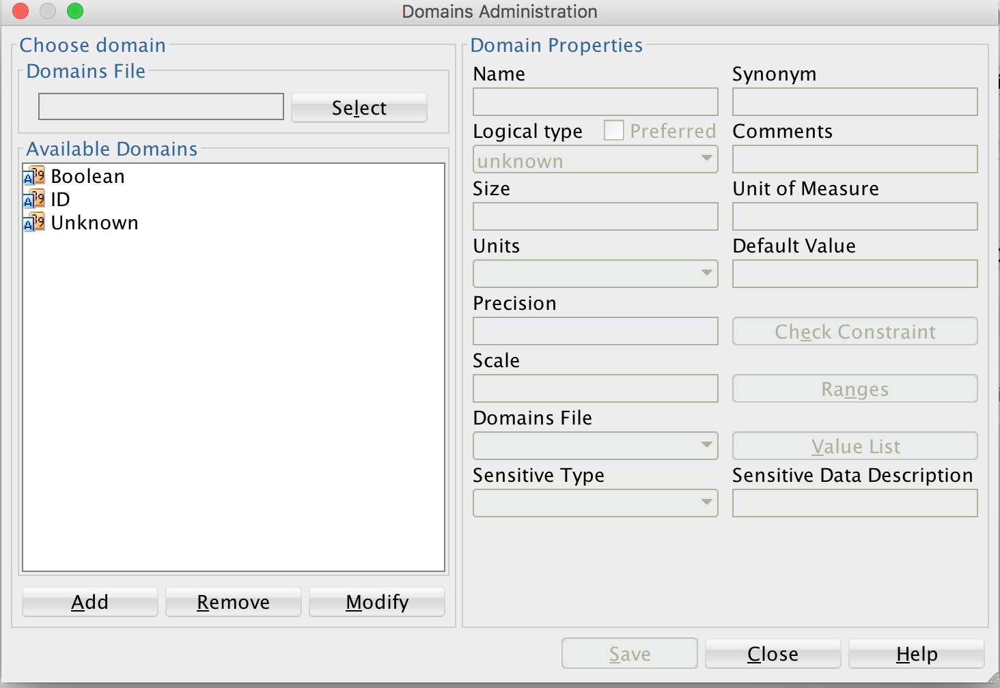 Domains Administration
Choose domain
Domains File
Select
Available Domains
Boolean
ID
Unknown
Add
Remove
Modify
Domain Properties
Name
Synonym
Logical type
Preferred
Comments
unknown
Size
Unit of Measure
Units
Default Value
Precision
Check Constraint
Scale
Ranges
Domains File
Value List
Sensitive Type
Sensitive Data Description
Save
Close
Help